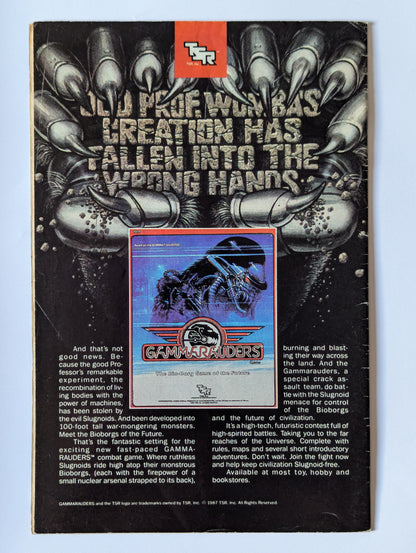 TSR
TSR, Inc.
OLD PROF. WOMBAS'
CREATION HAS
FALLEN INTO THE
WRONG HANDS.
GAMMARAUDERS™
Game
The Bio-Borg Game of the Future
TSR
And that's not
good news. Be-
cause the good Pro-
fessor's remarkable
experiment, the
recombination of liv-
ing bodies with the
power of machines,
has been stolen by
the evil Slugnoids. And been developed into
100-foot tall war-mongering monsters.
Meet the Bioborgs of the Future.
That's the fantastic setting for the
exciting new fast-paced GAMMA-
RAUDERS™ combat game. Where ruthless
Slugnoids ride high atop their monstrous
Bioborgs, (each with the firepower of a
small nuclear arsenal strapped to its back),
burning and blast-
ing their way across
the land. And the
Gammarauders, a
special crack as-
sault team, do bat-
tle with the Slugnoid
menace for control
of the Bioborgs
and the future of civilization.
It's a high-tech, futuristic contest full of
high-spirited battles. Taking you to the far
reaches of the Universe. Complete with
rules, maps and several short introductory
adventures. Don't wait. Join the fight now
and help keep civilization Slugnoid-free.
Available at most toy, hobby and
bookstores.
GAMMARAUDERS and the TSR logo are trademarks owned by TSR, Inc. © 1987 TSR, Inc. All Rights Reserved.